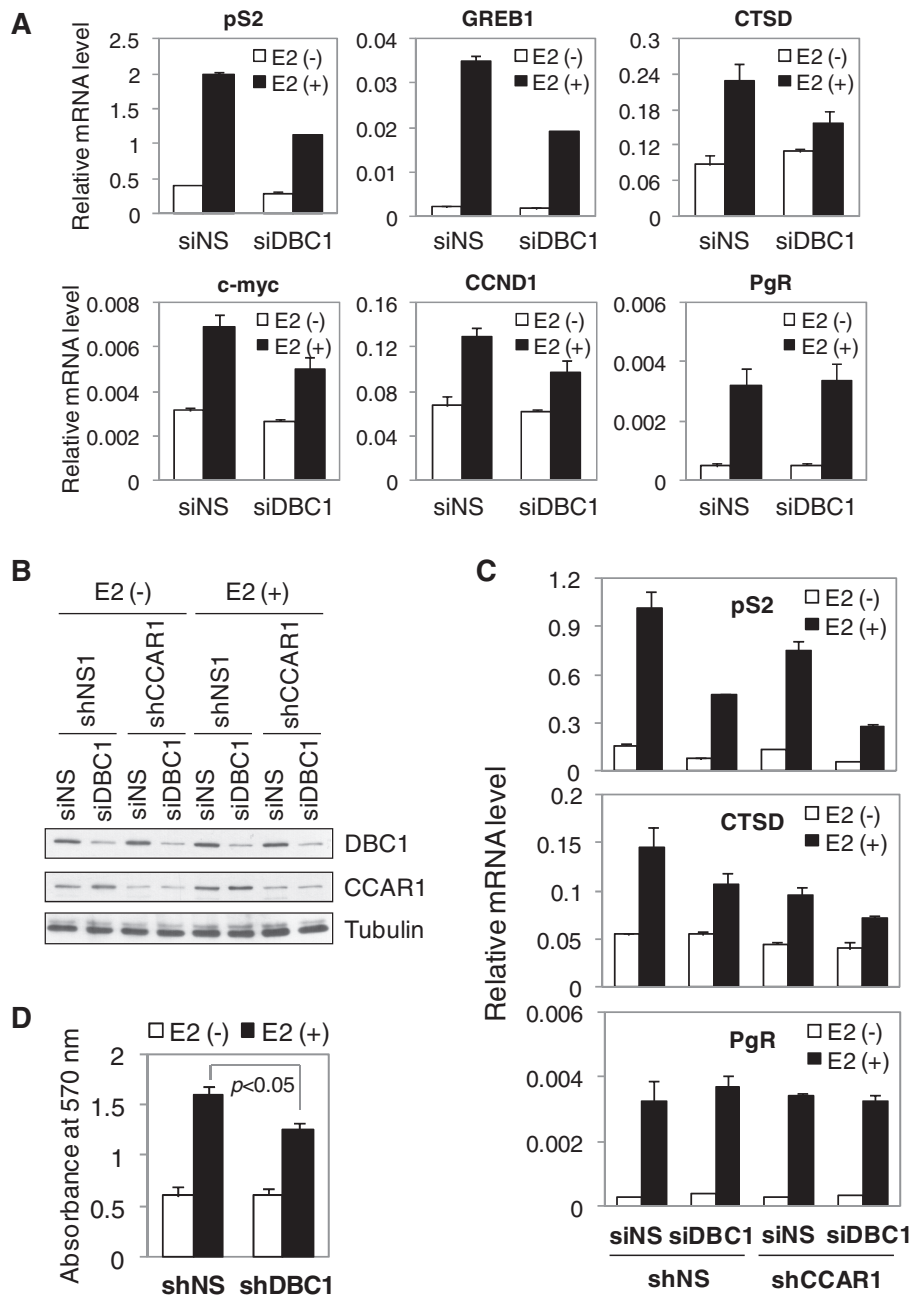 A
pS2
GREB1
CTSD
Relative mRNA level
2.5
2
1.5
1
0.5
0
E2 (-)
E2 (+)
siNS siDBC1
0.04
0.03
0.02
0.01
0
E2 (-)
E2 (+)
siNS siDBC1
0.3
0.24
0.18
0.12
0.06
0
E2 (-)
E2 (+)
siNS siDBC1
c-myc
CCND1
PgR
Relative mRNA level
0.008
0.006
0.004
0.002
0
E2 (-)
E2 (+)
siNS siDBC1
0.16
0.12
0.08
0.04
0
E2 (-)
E2 (+)
siNS siDBC1
0.006
0.004
0.002
0
E2 (-)
E2 (+)
siNS siDBC1
B
E2 (-) E2 (+)
shNS1 shCCAR1 shNS1 shCCAR1
siNS siDBC1 siNS siDBC1 siNS siDBC1 siNS siDBC1
DBC1
CCAR1
Tubulin
C
Relative mRNA level
1.2
0.9
0.6
0.3
0
pS2
E2 (-)
E2 (+)
0.2
0.15
0.1
0.05
0
CTSD
E2 (-)
E2 (+)
0.006
0.004
0.002
0
PgR
E2 (-)
E2 (+)
siNS siDBC1 siNS siDBC1
shNS shCCAR1
D
E2 (-) E2 (+)
Absorbance at 570 nm
2
1.5
1
0.5
0
p<0.05
shNS shDBC1